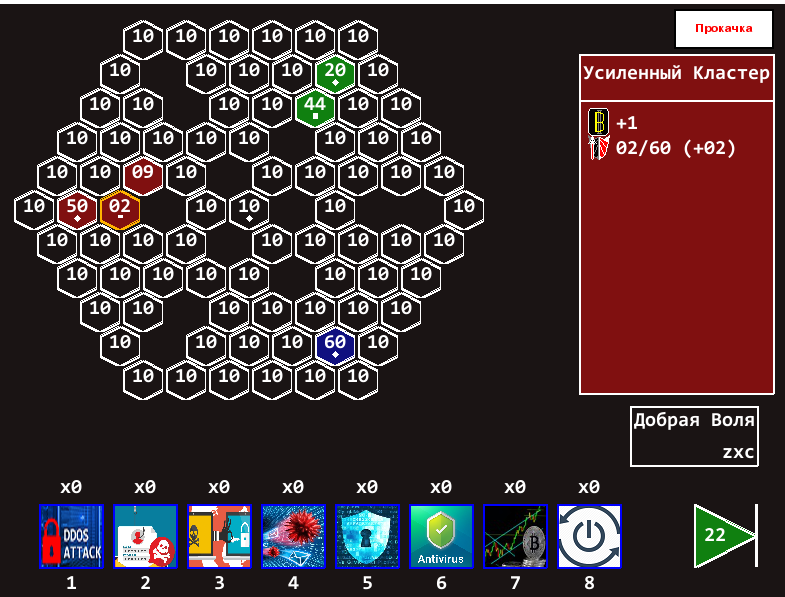 10 10 10 10 10 10
Прокачка
10 10 10 10 20 10
Усиленный Кластер
10 10 10 10 44 10 10
+1
10 10 10 10 10 10 10 10
02/60 (+02)
10 10 09 10 10 10 10 10 10
10 50 02 10 10 10 10
10 10 10 10 10 10 10 10 10
10 10 10 10 10 10 10 10
10 10 10 10 10 10 10
10 10 10 10 60 10
10 10 10 10 10 10
Добрая Воля
zxc
x0 x0 x0 x0 x0 x0 x0 x0
DDOS
ATTACK
Antivirus
22
1 2 3 4 5 6 7 8